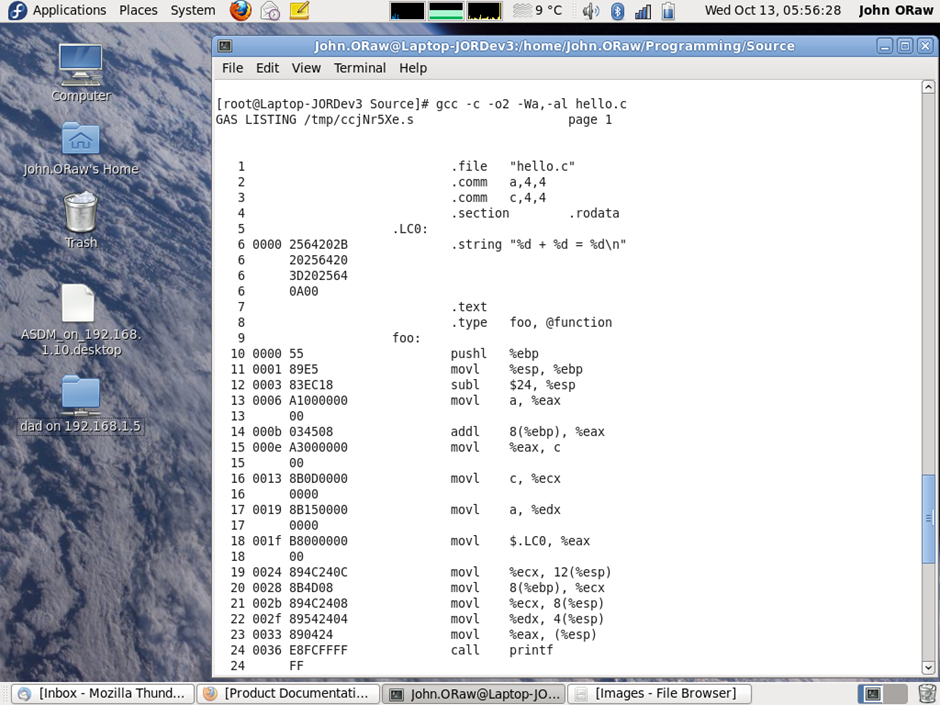 Applications Places System 9 °C Wed Oct 13, 05:56:28 John ORaw
Computer
John.ORaw's Home
Trash
ASDM_on_192.168.
1.10.desktop
dad on 192.168.1.5
John.ORaw@Laptop-JORDev3:/home/John.ORaw/Programming/Source
File Edit View Terminal Help
[root@Laptop-JORDev3 Source]# gcc -c -o2 -Wa,-al hello.c
GAS LISTING /tmp/ccjNr5Xe.s page 1
1 .file "hello.c"
2 .comm a,4,4
3 .comm c,4,4
4 .section .rodata
5 .LC0:
6 0000 2564202B .string "%d + %d = %d\n"
6 20256420
6 3D202564
6 0A00
7 .text
8 .type foo, @function
9 foo:
10 0000 55 pushl %ebp
11 0001 89E5 movl %esp, %ebp
12 0003 83EC18 subl $24, %esp
13 0006 A1000000 movl a, %eax
13 00
14 000b 034508 addl 8(%ebp), %eax
15 000e A3000000 movl %eax, c
15 00
16 0013 8B0D0000 movl c, %ecx
16 0000
17 0019 8B150000 movl a, %edx
17 0000
18 001f B8000000 movl $.LC0, %eax
18 00
19 0024 894C240C movl %ecx, 12(%esp)
20 0028 8B4D08 movl 8(%ebp), %ecx
21 002b 894C2408 movl %ecx, 8(%esp)
22 002f 89542404 movl %edx, 4(%esp)
23 0033 890424 movl %eax, (%esp)
24 0036 E8FCFFFF call printf
24 FF
[Inbox - Mozilla Thund... [Product Documentati... John.ORaw@Laptop-JO... [Images - File Browser]